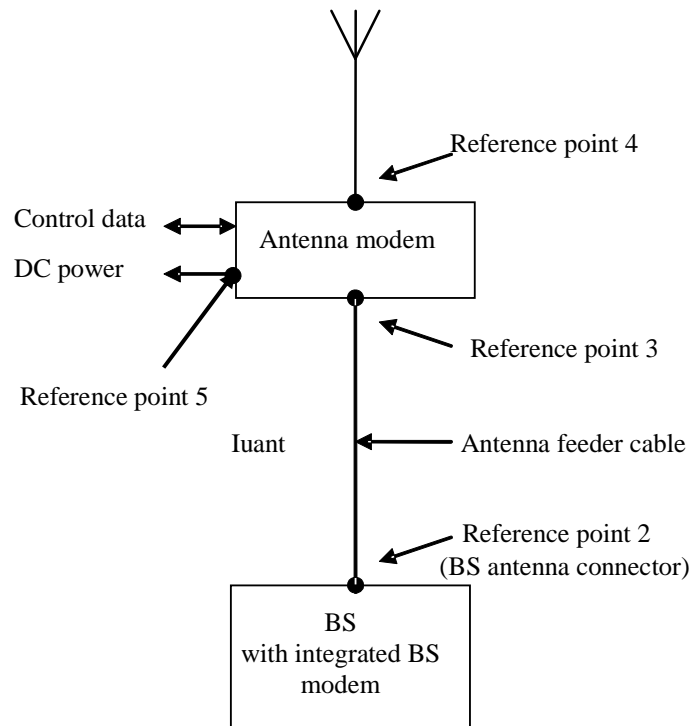 Reference point 4
Control data
Antenna modem
DC power
Reference point 3
Reference point 5
Iuant
Antenna feeder cable
Reference point 2
(BS antenna connector)
BS
with integrated BS
modem